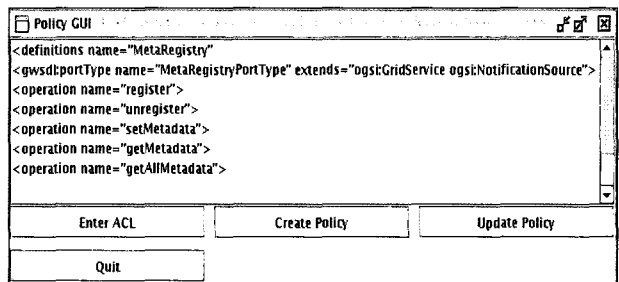 Policy GUI
<definitions name="MetaRegistry"
<gwsdl:portType name="MetaRegistryPortType" extends="ogsi:GridService ogsi:NotificationSource">
<operation name="register">
<operation name="unregister">
<operation name="setMetadata">
<operation name="getMetadata">
<operation name="getAllMetadata">
Enter ACL Create Policy Update Policy
Quit